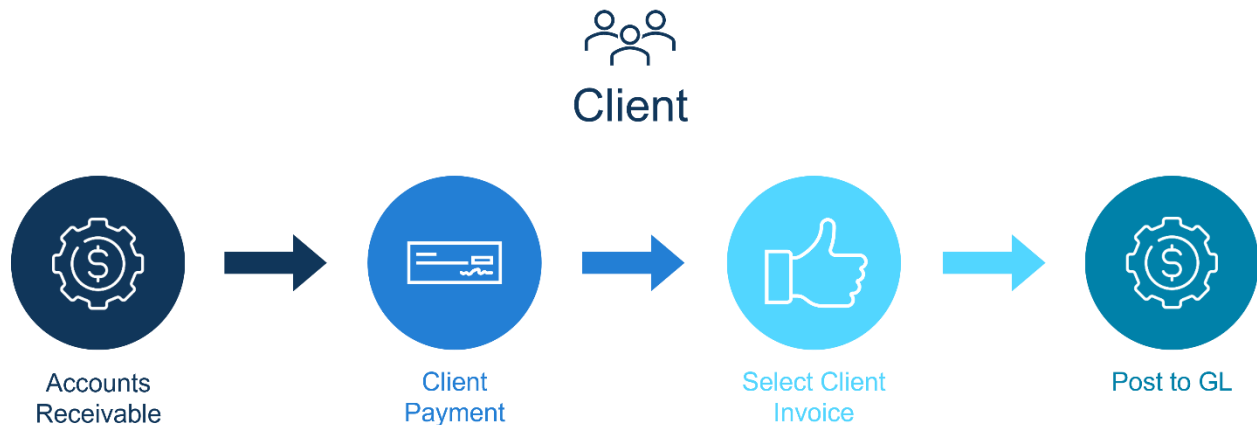 Client
Accounts
Receivable
Client
Payment
Select Client
Invoice
Post to GL